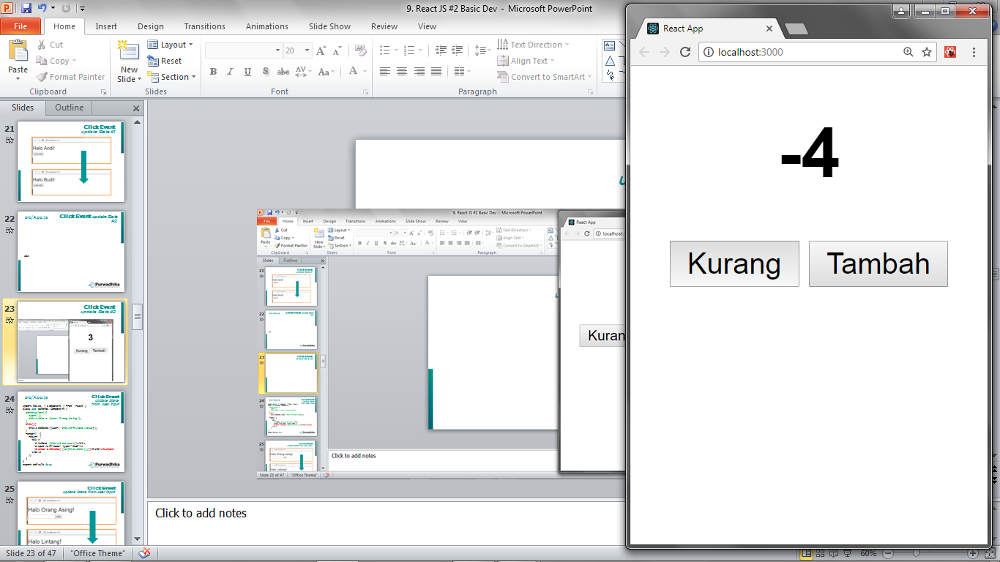 9. React JS #2 Basic Dev - Microsoft PowerPoint
File Home Insert Design Transitions Animations Slide Show Review View
Paste
Cut
Copy
Format Painter
Clipboard
New Slide
Layout
Reset
Section
Slides
20
B I U S abc AV Aa A
Font
Text Direction
Align Text
Convert to SmartArt
Paragraph
Slides Outline
21
Click Event
update State #1
Halo Andi!
Halo Budi!
22
src/App.js Click Event update State
#2
Purwadhika
23
Click Event
update State #2
3
Kurang Tambah
24
src/App.js Click Event
update State
from user input
Purwadhika
25
Click Event
update State from user input
Halo Orang Asing!
Halo Lintang!
9. React JS #2 Basic Dev - Microsoft PowerPoint
File Home Insert Design Transitions Animations Slide Show Review View
Paste
Cut
Copy
Format Painter
Clipboard
New Slide
Layout
Reset
Section
Slides
Font
Text Direction
Align Text
Convert to SmartArt
Paragraph
Slides Outline
21
22
23
24
25
Halo Orang Asing!
Halo Lintang!
Click to add notes
Slide 23 of 47 "Office Theme"
React App
localhost:
Kuran
Click to add notes
Slide 23 of 47 "Office Theme"
60%
React App
localhost:3000
-4
Kurang Tambah